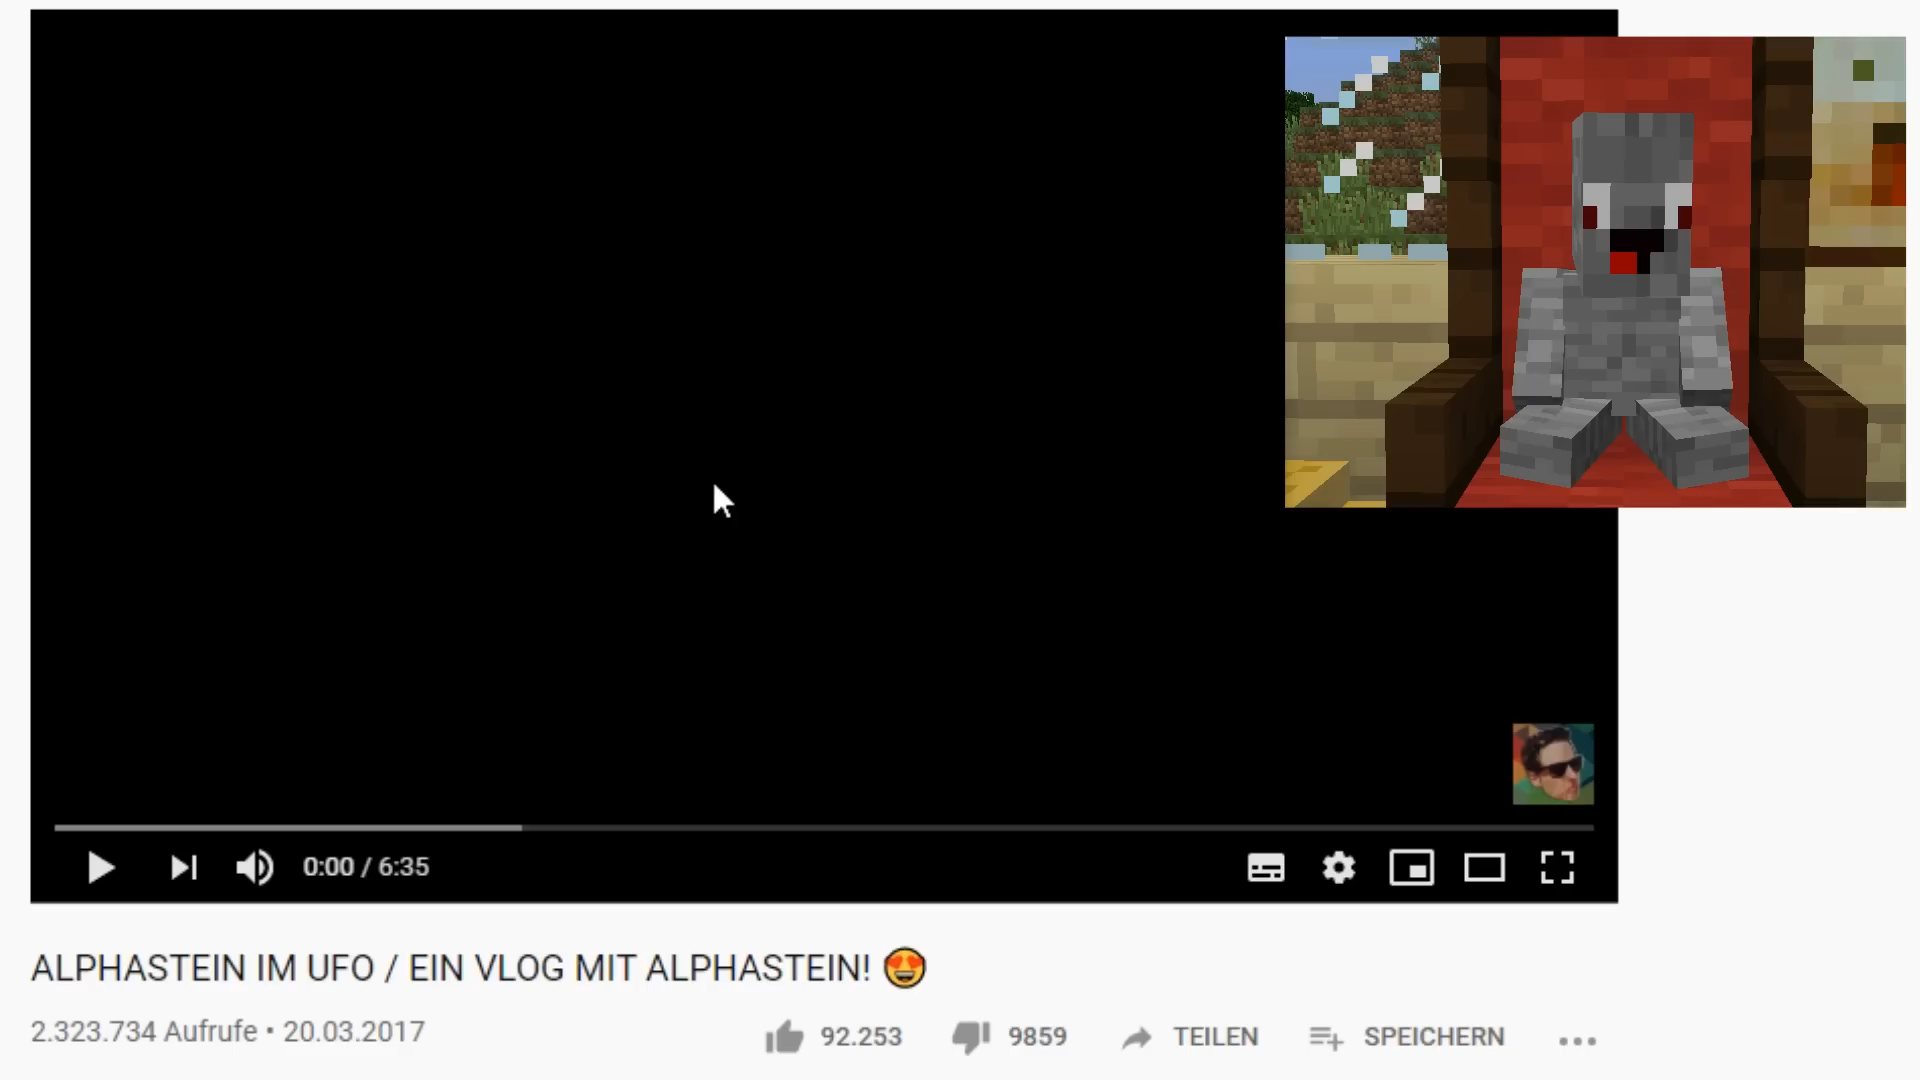 0:00 / 6:35
ALPHASTEIN IM UFO / EIN VLOG MIT ALPHASTEIN! 😍
2.323.734 Aufrufe • 20.03.2017
92.253
9859
TEILEN
SPEICHERN